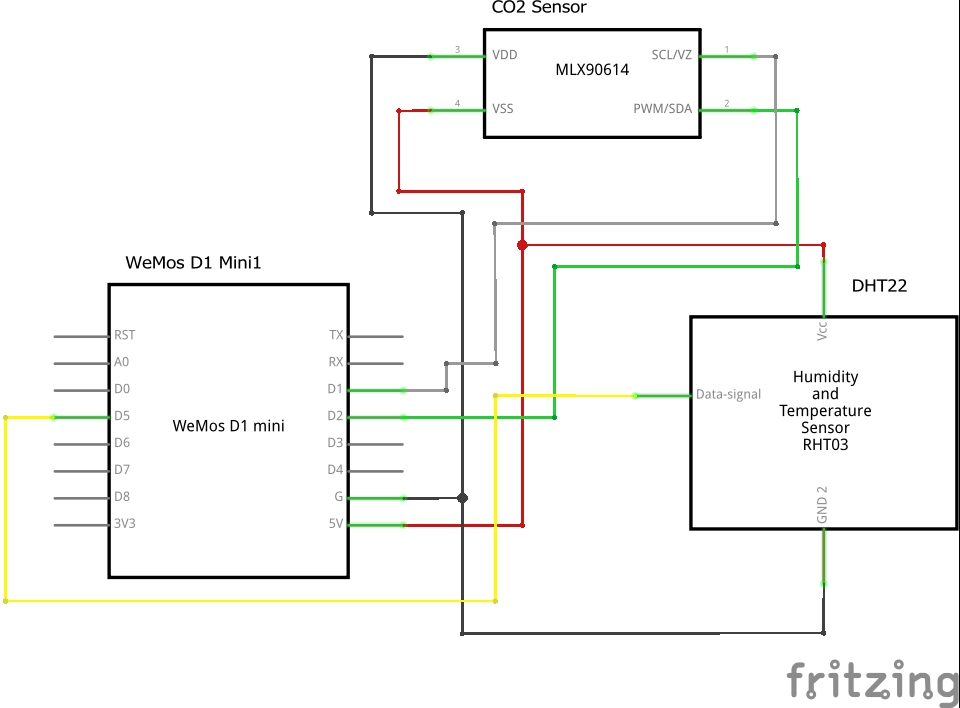 CO2 Sensor
3 VDD
SCL/VZ 1
MLX90614
4 VSS
PWM/SDA 2
WeMos D1 Mini1
DHT22
RST
TX
A0
RX
D0
D1
D5
D2
D6
D3
D7
D4
D8
G
3V3
5V
WeMos D1 mini
Vcc
Data-signal
Humidity
and
Temperature
Sensor
RHT03
GND 2
fritzing